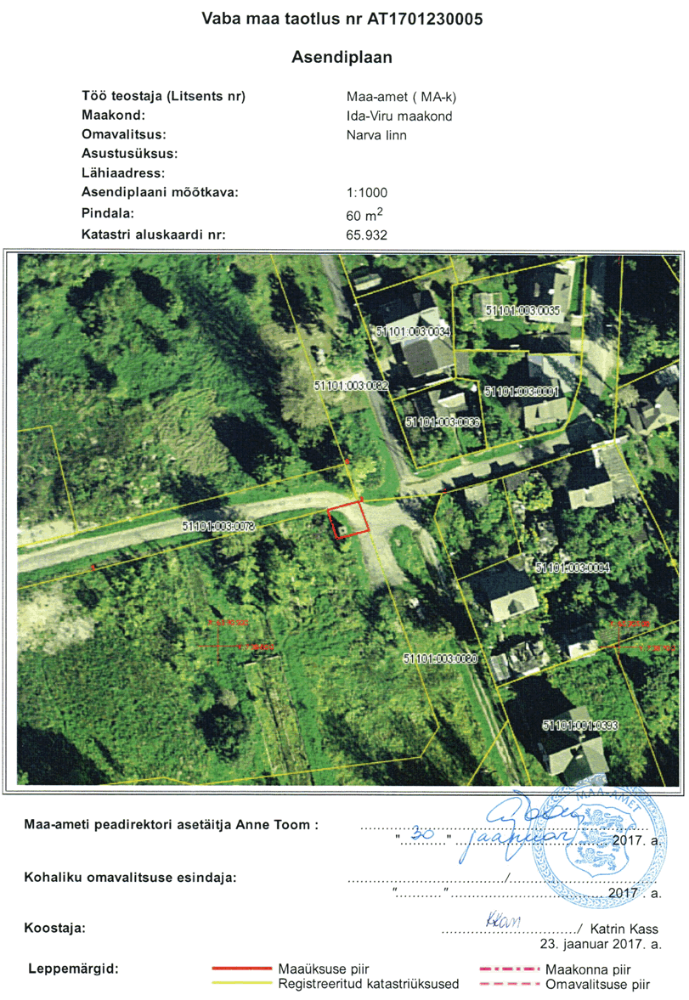 Vaba maa taotlus nr AT1701230005
Asendiplaan
Töö teostaja (Litsents nr) Maa-amet ( MA-k)
Maakond: Ida-Viru maakond
Omavalitsus: Narva linn
Asustusüksus:
Lähiaadress:
Asendiplaani mõõtkava: 1:1000
Pindala: 60 m²
Katastri aluskaardi nr: 65.932
51101:003:0035
51101:003:0034
51101:003:0032
51101:003:0001
51101:003:0036
51101:003:0078
51101:003:0004
51101:003:0020
51101:001:0393
Maa-ameti peadirektori asetäitja Anne Toom : ..............................
"...30..." jaanuar 2017. a.
MAA-AMET
Kohaliku omavalitsuse esindaja: ............................../..............................
"..........." .............................. 2017 . a.
Koostaja: ............................../ Katrin Kass
23. jaanuar 2017. a.
Leppemärgid: Maaüksuse piir Maakonna piir
Registreeritud katastriüksused Omavalitsuse piir